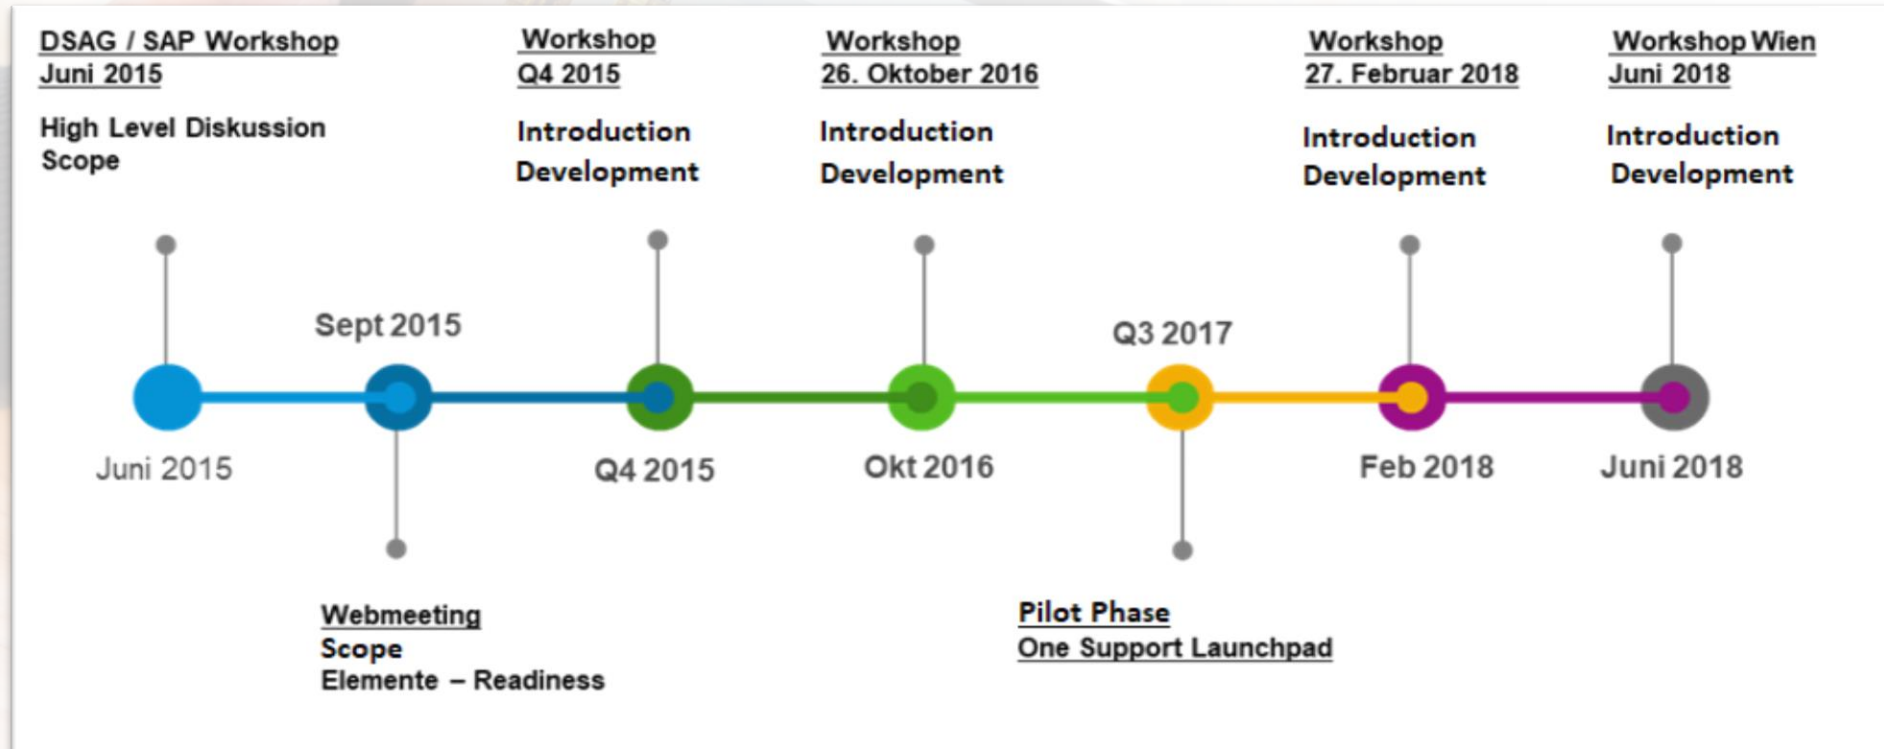 DSAG / SAP Workshop
Juni 2015
High Level Diskussion
Scope
Workshop
Q4 2015
Introduction
Development
Workshop
26. Oktober 2016
Introduction
Development
Workshop
27. Februar 2018
Introduction
Development
Workshop Wien
Juni 2018
Introduction
Development
Sept 2015
Q3 2017
Juni 2015
Q4 2015
Okt 2016
Feb 2018
Juni 2018
Webmeeting
Scope
Elemente – Readiness
Pilot Phase
One Support Launchpad